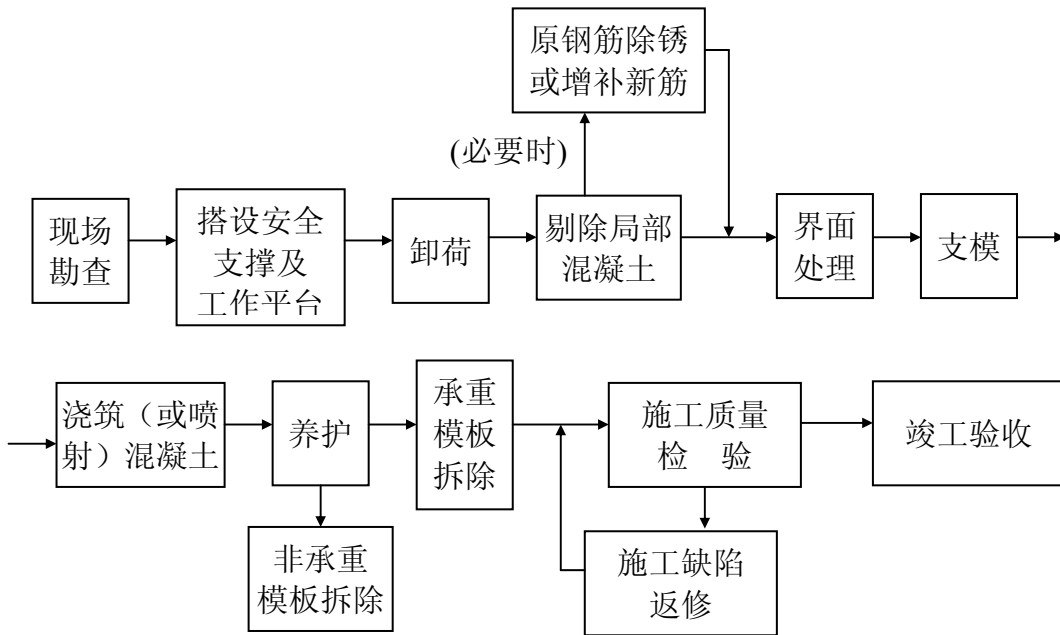 原钢筋除锈
或增补新筋
(必要时)
现场
勘查
搭设安全
支撑及
工作平台
卸荷
剔除局部
混凝土
界面
处理
支模
浇筑（或喷
射）混凝土
养护
承重
模板
拆除
施工质量
检 验
竣工验收
非承重
模板拆除
施工缺陷
返修